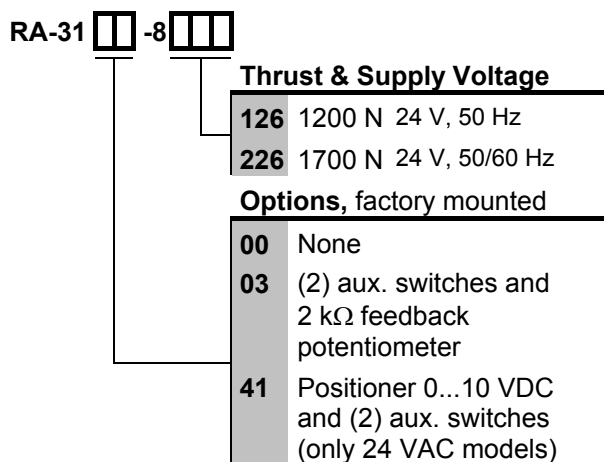 RA-31 -8
Thrust & Supply Voltage
126 1200 N 24 V, 50 Hz
226 1700 N 24 V, 50/60 Hz
Options, factory mounted
00 None
03 (2) aux. switches and
2 kΩ feedback
potentiometer
41 Positioner 0...10 VDC
and (2) aux. switches
(only 24 VAC models)